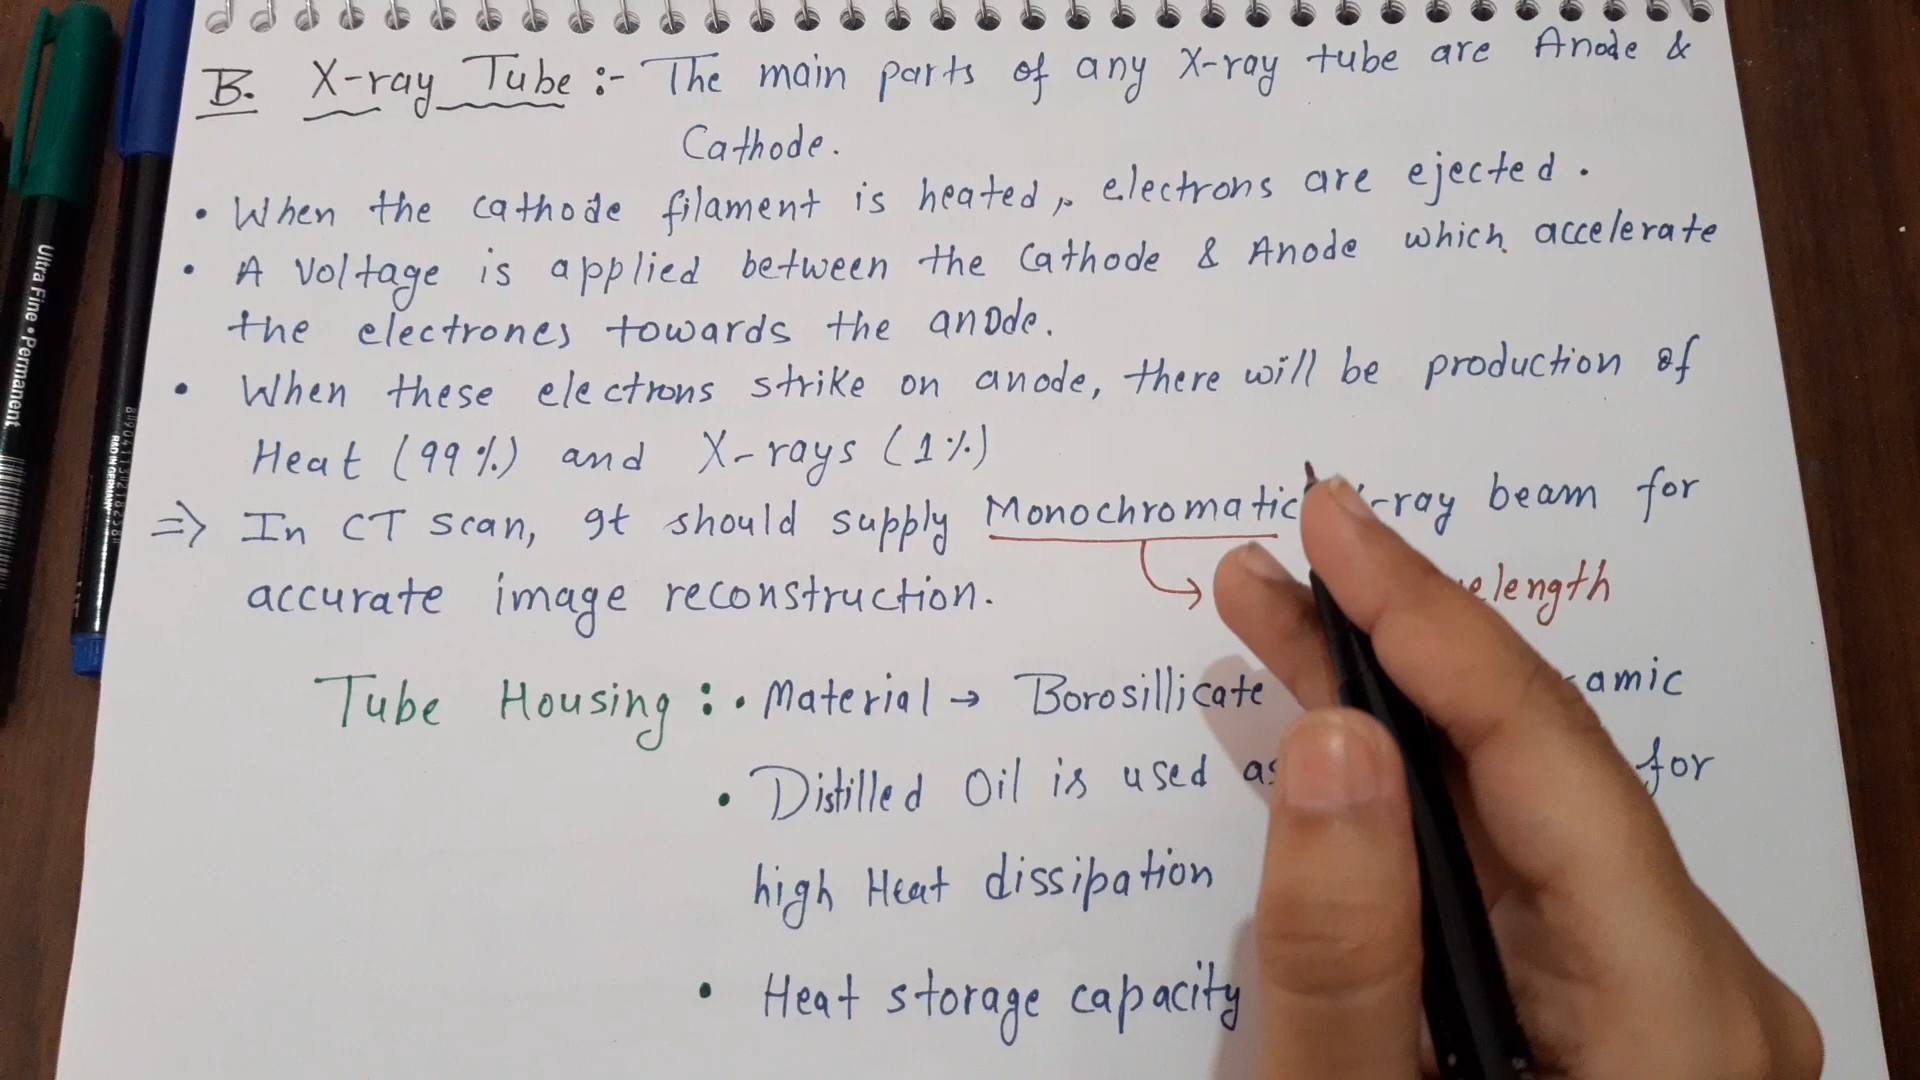 B. X-ray Tube :- The main parts of any X-ray tube are Anode &
Cathode.
• When the cathode filament is heated, electrons are ejected.
• A Voltage is applied between the Cathode & Anode which accelerate
the electrones towards the anode.
• When these electrons strike on anode, there will be production of
Heat (99%) and X-rays (1%)
=> In CT scan, It should supply Monochromatic -ray beam for
accurate image reconstruction.
elength
Tube Housing : • Material → Borosillicate amic
• Distilled Oil is used as for
high Heat dissipation
• Heat storage capacity
Ultra Fine • Permanent